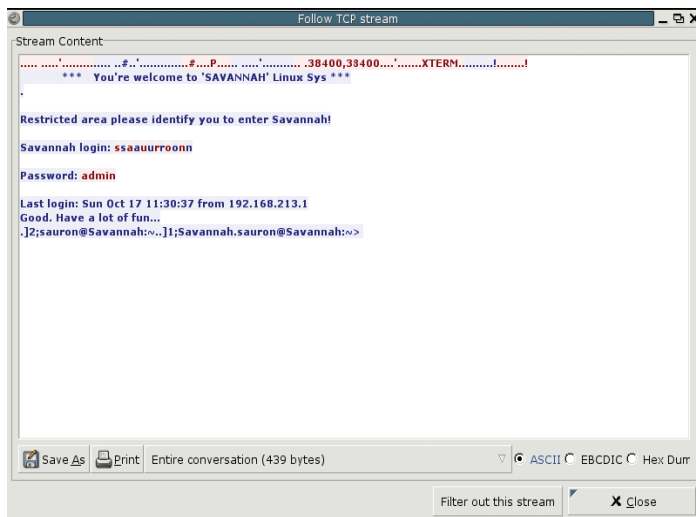 Follow TCP stream
Stream Content
..... .....'............. ..#..'.............#....P...... .....'........... .38400,38400....'.......XTERM..........!........!
*** You're welcome to 'SAVANNAH' Linux Sys ***
.
Restricted area please identify you to enter Savannah!
Savannah login: ssaauurroonn
Password: admin
Last login: Sun Oct 17 11:30:37 from 192.168.213.1
Good. Have a lot of fun...
.]2;sauron@Savannah:~..]1;Savannah.sauron@Savannah:~>
Save As Print Entire conversation (439 bytes) ASCII EBCDIC Hex Dum
Filter out this stream X Close